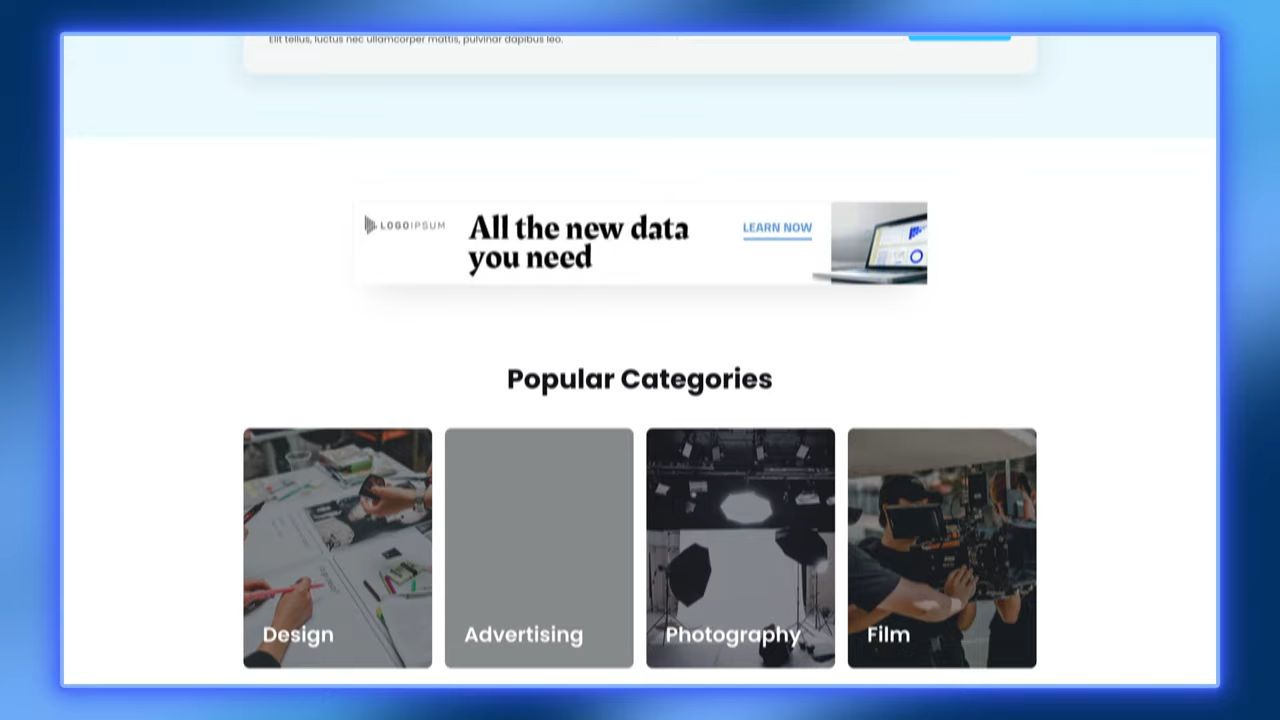 Elit tellus, luctus nec ullamcorper mattis, pulvinar dapibus leo.
LOGOIPSUM
All the new data
you need
LEARN NOW
Popular Categories
Design
Advertising
Photography
Film